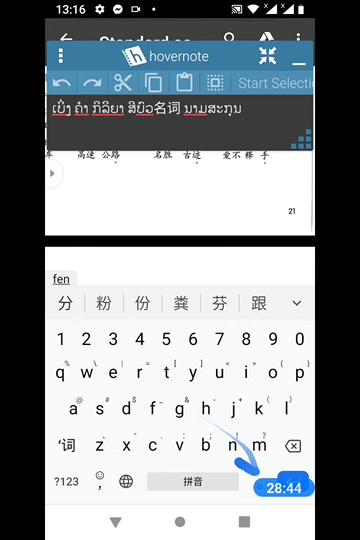 13:16
Standard
hovernote
Start Selectio
ເບິ່ງ ຄຳ ກິລິຍາ ສິບົວ名词 ນາມສະກຸນ
高速 公路 名胜 古迹 爱不 释 手
21
fen
分 粉 份 粪 芬 跟
1 2 3 4 5 6 7 8 9 0
q w e r t y u i o p
a s d f g h j k l
'词 z x c v b n m
?123 拼音
28:44